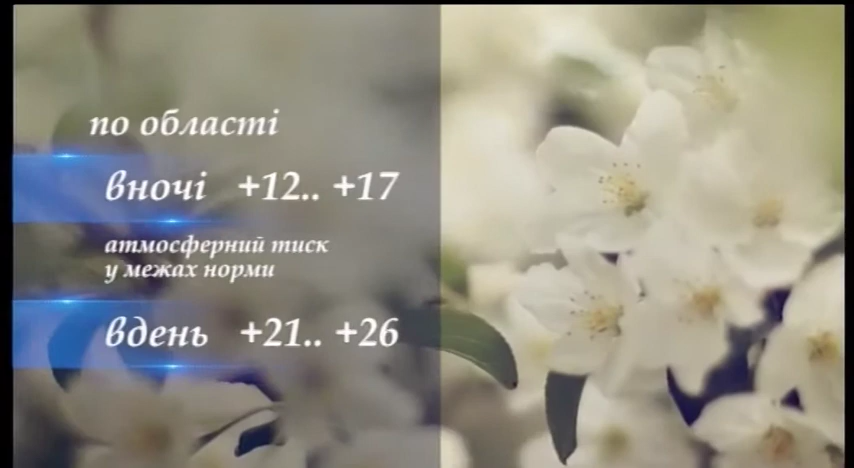 по області
вночі +12.. +17
атмосферний тиск
у межах норми
вдень +21.. +26